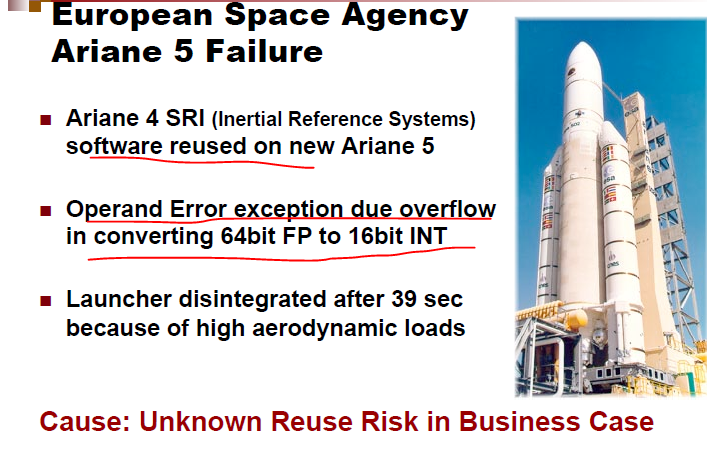 European Space Agency
Ariane 5 Failure
Ariane 4 SRI (Inertial Reference Systems)
software reused on new Ariane 5
Operand Error exception due overflow
in converting 64bit FP to 16bit INT
Launcher disintegrated after 39 sec
because of high aerodynamic loads
Cause: Unknown Reuse Risk in Business Case
esa
cnes